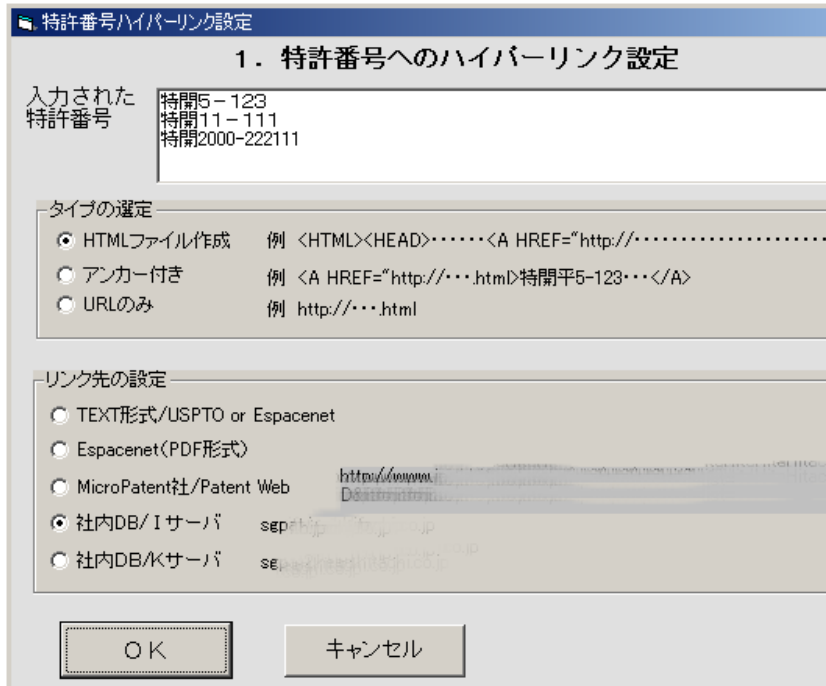 特許番号ハイパーリンク設定
1．特許番号へのハイパーリンク設定
入力された
特許番号
特開5－123
特開11－111
特開2000-222111
タイプの選定
HTMLファイル作成 例 <HTML><HEAD>・・・・・・<A HREF="http://・・・・・・・・・・・・・・・・・・・・・・
アンカー付き 例 <A HREF="http://・・・.html>特開平5-123・・・</A>
URLのみ 例 http://・・・.html
リンク先の設定
TEXT形式/USPTO or Espacenet
Espacenet(PDF形式)
MicroPatent社/Patent Web
社内DB/Ｉサーバ
社内DB/Kサーバ
ＯＫ
キャンセル